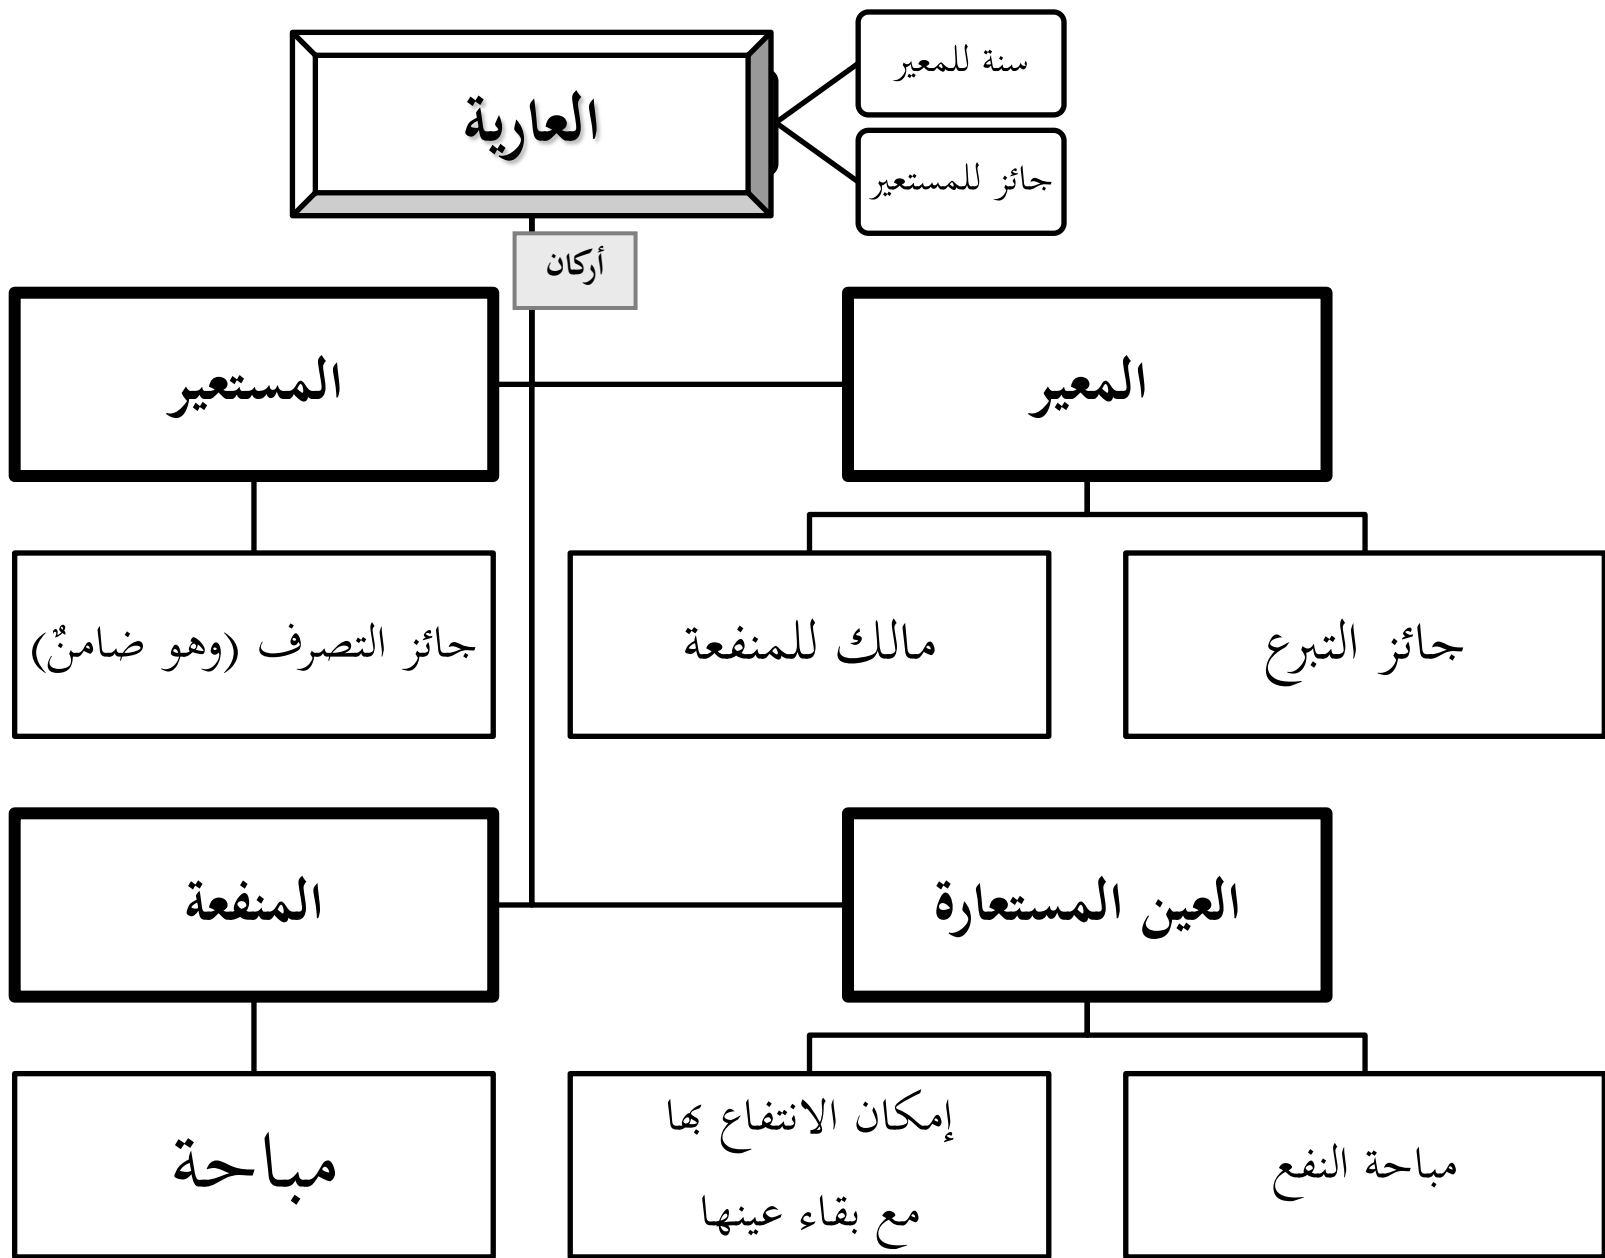 العارية
سنة للمعير
جائز للمستعير
أركان
المعير
المستعير
جائز التبرع
مالك للمنفعة
جائز التصرف (وهو ضامنٌ)
العين المستعارة
المنفعة
مباحة النفع
إمكان الانتفاع بها
مع بقاء عينها
مباحة